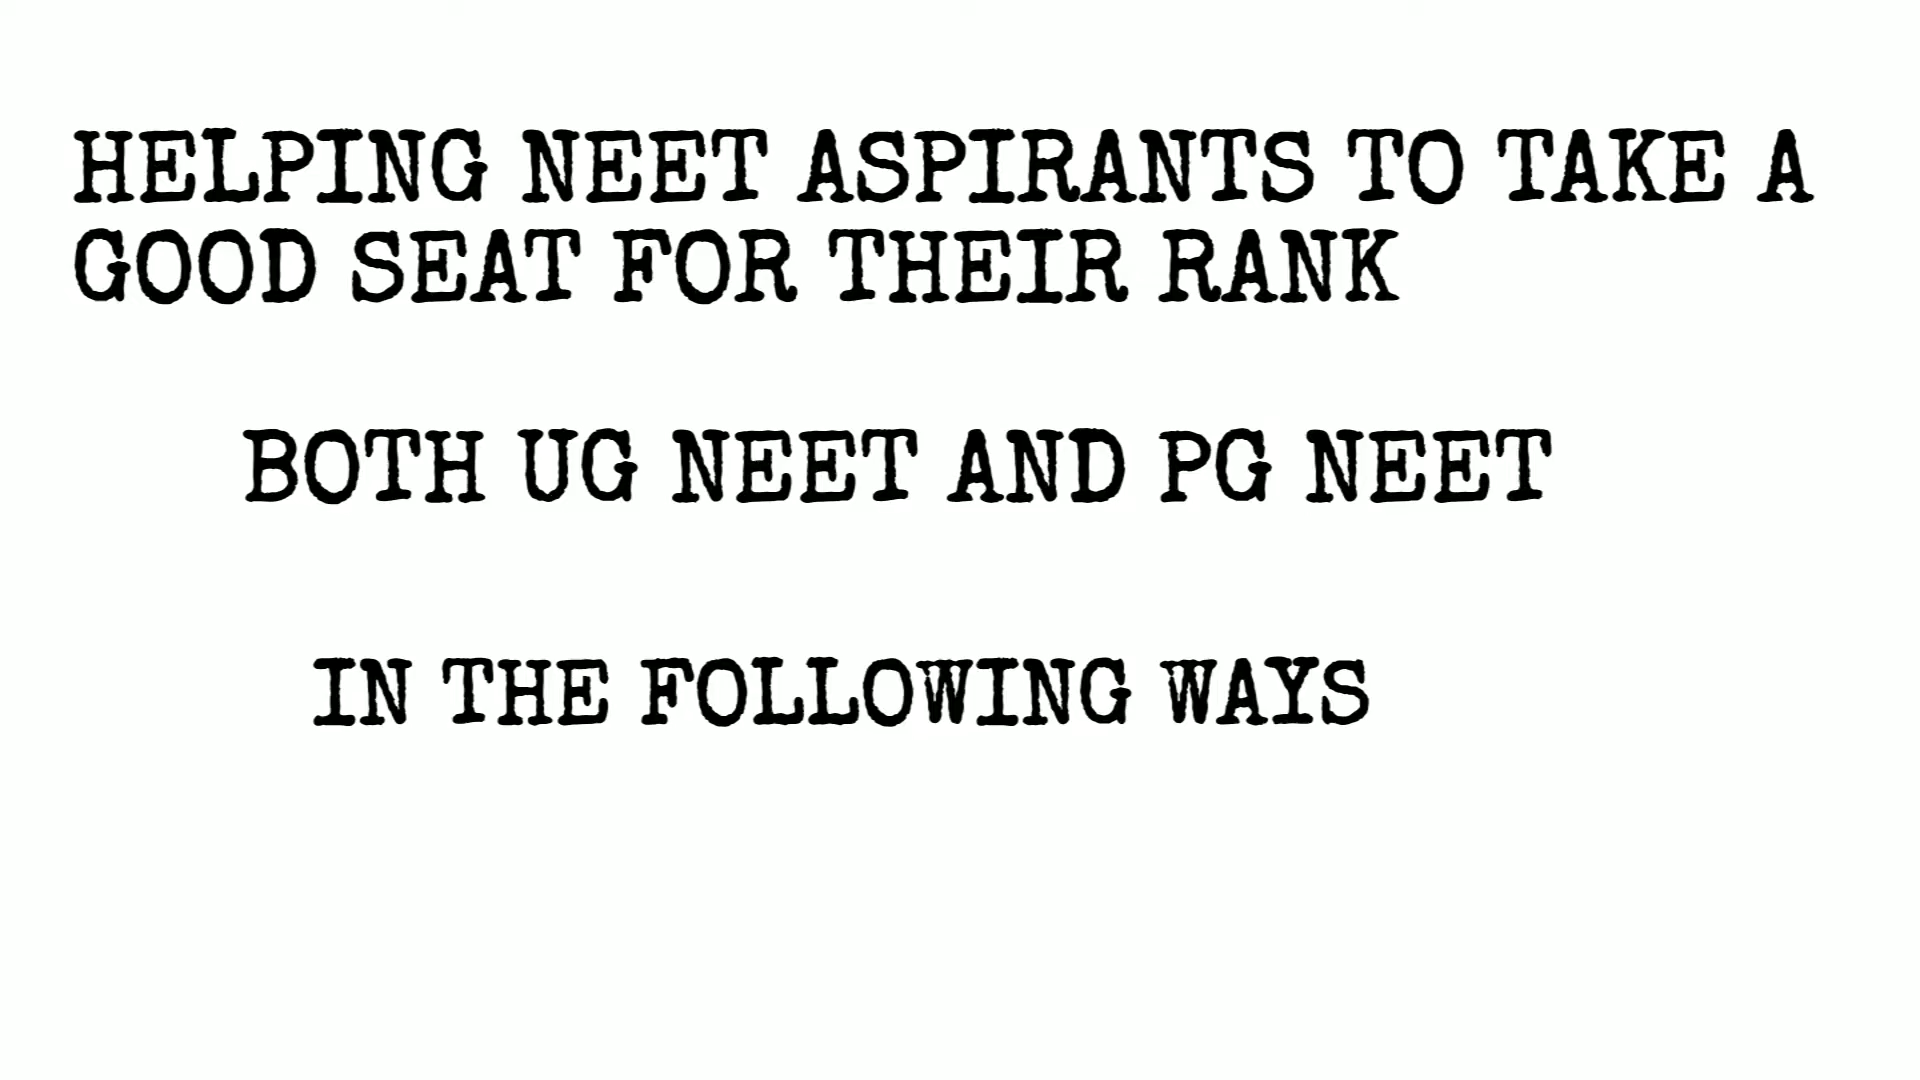 HELPING NEET ASPIRANTS TO TAKE A
GOOD SEAT FOR THEIR RANK
BOTH UG NEET AND PG NEET
IN THE FOLLOWING WAYS